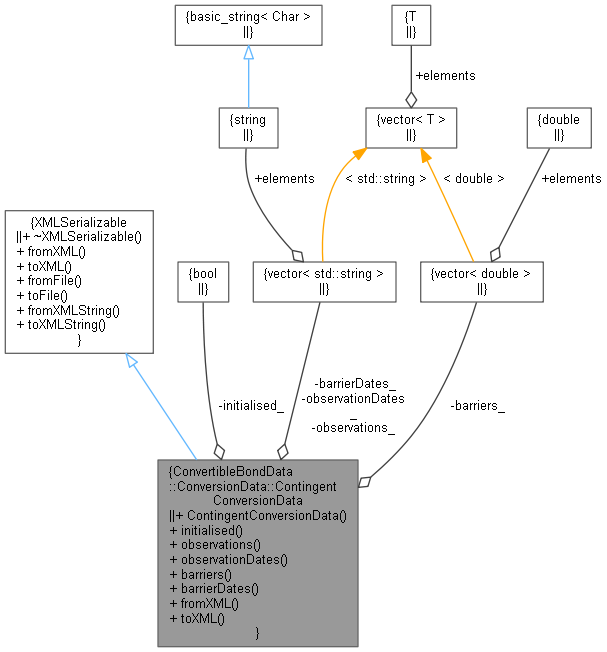 {basic_string< Char >
||}
{T
||}
+elements
{string
||}
{vector< T >
||}
{double
||}
+elements
< std::string >
< double >
+elements
{XMLSerializable
||+ ~XMLSerializable()
+ fromXML()
+ toXML()
+ fromFile()
+ toFile()
+ fromXMLString()
+ toXMLString()
}
{bool
||}
{vector< std::string >
||}
{vector< double >
||}
-initialised_
-barrierDates_
-observationDates
_
-observations_
-barriers_
{ConvertibleBondData
::ConversionData::Contingent
ConversionData
||+ ContingentConversionData()
+ initialised()
+ observations()
+ observationDates()
+ barriers()
+ barrierDates()
+ fromXML()
+ toXML()
}